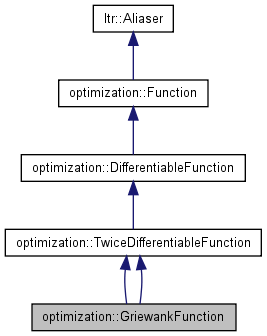 ltr::Aliaser
optimization::Function
optimization::DifferentiableFunction
optimization::TwiceDifferentiableFunction
optimization::GriewankFunction